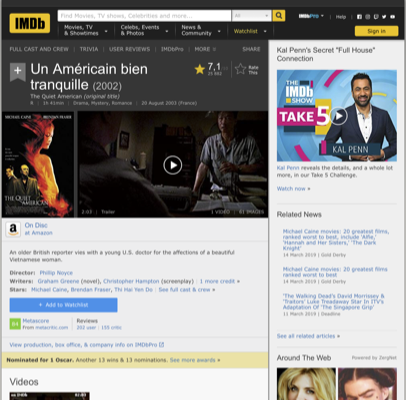 IMDb
Find Movies, TV shows, Celebrities and more...
All
IMDbPro
Help
Movies, TV & Showtimes
Celebs, Events & Photos
News & Community
Watchlist
Sign in
FULL CAST AND CREW | TRIVIA | USER REVIEWS | IMDbPro | MORE
SHARE
Un Américain bien tranquille (2002)
The Quiet American (original title)
R | 1h 41min | Drama, Mystery, Romance | 20 August 2003 (France)
7,1
Rate This
MICHAEL CAINE BRENDAN FRASER
THE QUIET AMERICAN
2:03 | Trailer
1 VIDEO | 61 IMAGES
On Disc
at Amazon
An older British reporter vies with a young U.S. doctor for the affections of a beautiful
Vietnamese woman.
Director: Phillip Noyce
Writers: Graham Greene (novel), Christopher Hampton (screenplay) | 1 more credit »
Stars: Michael Caine, Brendan Fraser, Thi Hai Yen Do | See full cast & crew »
+ Add to Watchlist
Metascore
From metacritic.com
Reviews
202 user | 155 critic
View production, box office, & company info on IMDbPro
Nominated for 1 Oscar. Another 13 wins & 13 nominations. See more awards »
Videos
Kal Penn's Secret "Full House"
Connection
THE IMDb SHOW
TAKE 5
KAL PENN
Kal Penn reveals the details, and a whole lot
more, in our Take 5 Challenge.
Watch now »
Related News
Michael Caine movies: 20 greatest films,
ranked worst to best, include 'Alfie,'
'Hannah and Her Sisters,' 'The Dark
Knight'
14 March 2019 | Gold Derby
Michael Caine movies: 20 greatest films
ranked worst to best
14 March 2019 | Gold Derby
'The Walking Dead's David Morrissey &
'Traitors' Luke Treadaway Star In ITV's
Adaptation Of 'The Singapore Grip'
11 March 2019 | Deadline
See all related articles »
Around The Web
Powered by ZergNet